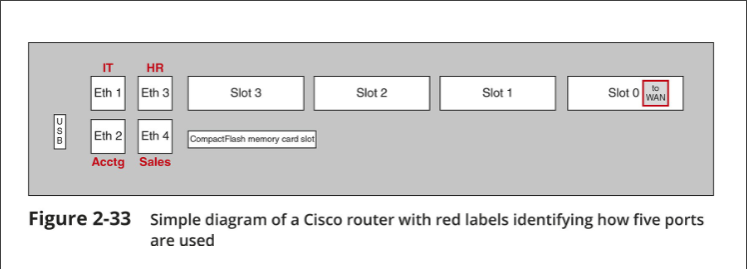 IT HR
Eth 1 Eth 3 Slot 3 Slot 2 Slot 1 Slot 0 to WAN
USB
Eth 2 Eth 4 CompactFlash memory card slot
Acctg Sales
Figure 2-33 Simple diagram of a Cisco router with red labels identifying how five ports
are used